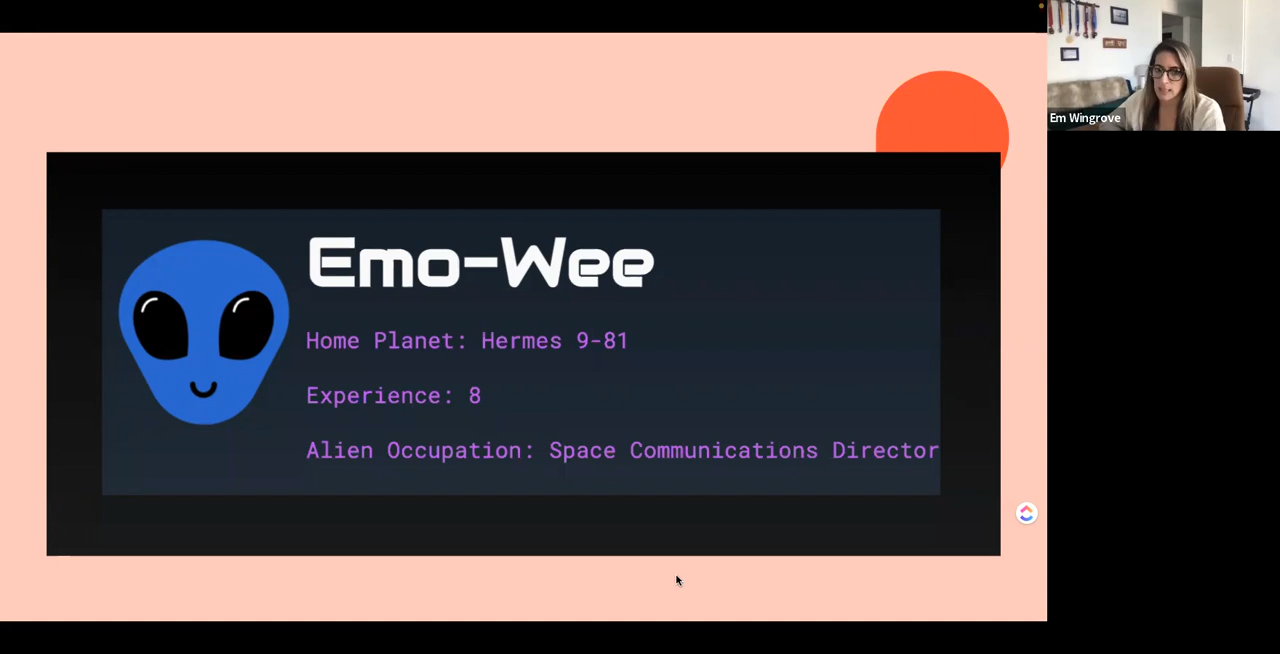 Emo-Wee
Home Planet: Hermes 9-81
Experience: 8
Alien Occupation: Space Communications Director
Em Wingrove